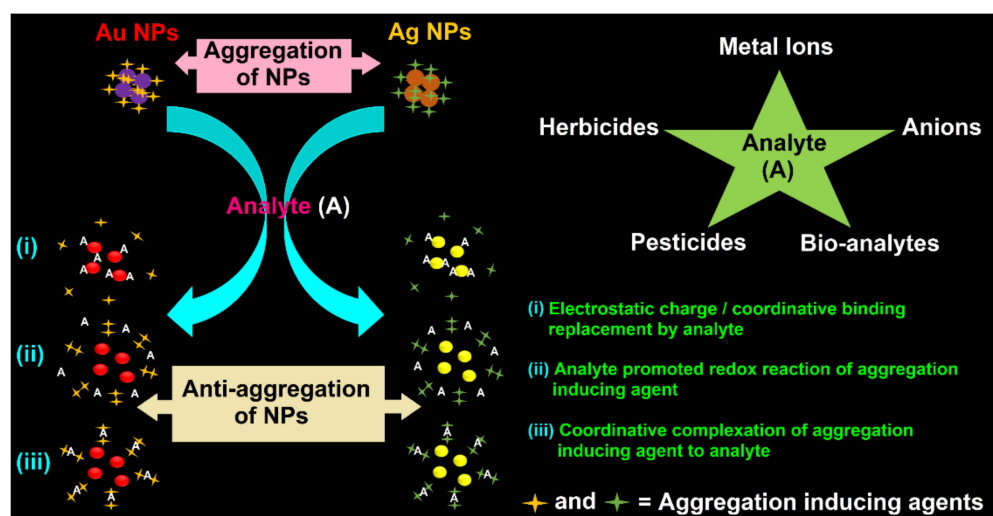 Au NPs
Ag NPs
Aggregation
of NPs
Analyte (A)
(i)
A
A
A
A A
A
(ii)
A
A
A
A
A
A
(iii)
A
A
A
A
A
A
A
A
A
A A
A
A
A
A
A
A
A
A
A
A
A
A
Anti-aggregation
of NPs
Metal Ions
Herbicides
Anions
Analyte
(A)
Pesticides
Bio-analytes
(i) Electrostatic charge / coordinative binding
replacement by analyte
(ii) Analyte promoted redox reaction of aggregation
inducing agent
(iii) Coordinative complexation of aggregation
inducing agent to analyte
and = Aggregation inducing agents